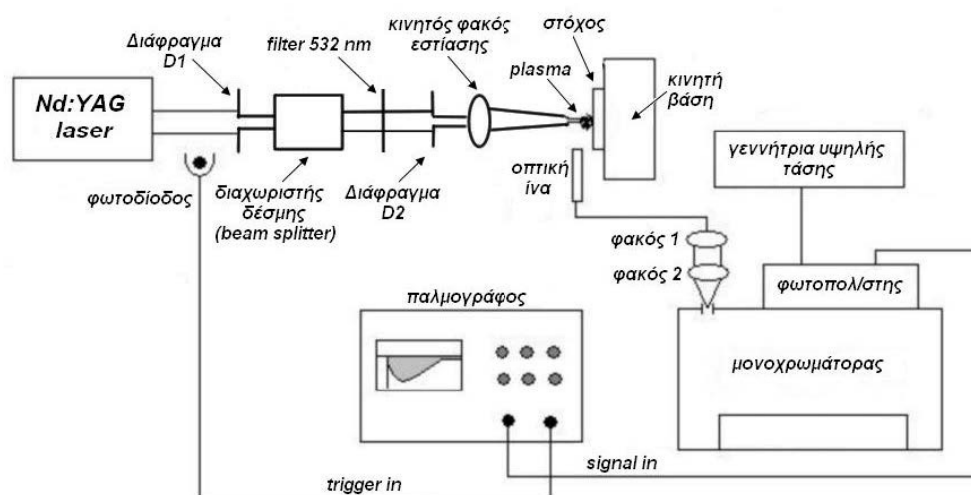 Διάφραγμα
D1
filter 532 nm
κινητός φακός
εστίασης
στόχος
plasma
κινητή
βάση
Nd:YAG
laser
φωτοδίοδος
διαχωριστής
δέσμης
(beam splitter)
Διάφραγμα
D2
οπτική
ίνα
γεννήτρια υψηλής
τάσης
φακός 1
φακός 2
φωτοπολ/στης
παλμογράφος
μονοχρωμάτορας
signal in
trigger in